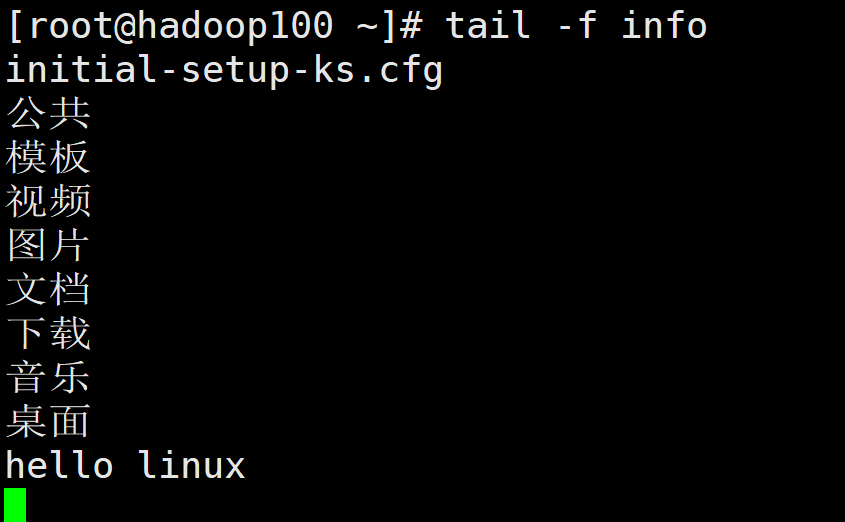 [root@hadoop100 ~]# tail -f info
initial-setup-ks.cfg
公共
模板
视频
图片
文档
下载
音乐
桌面
hello linux